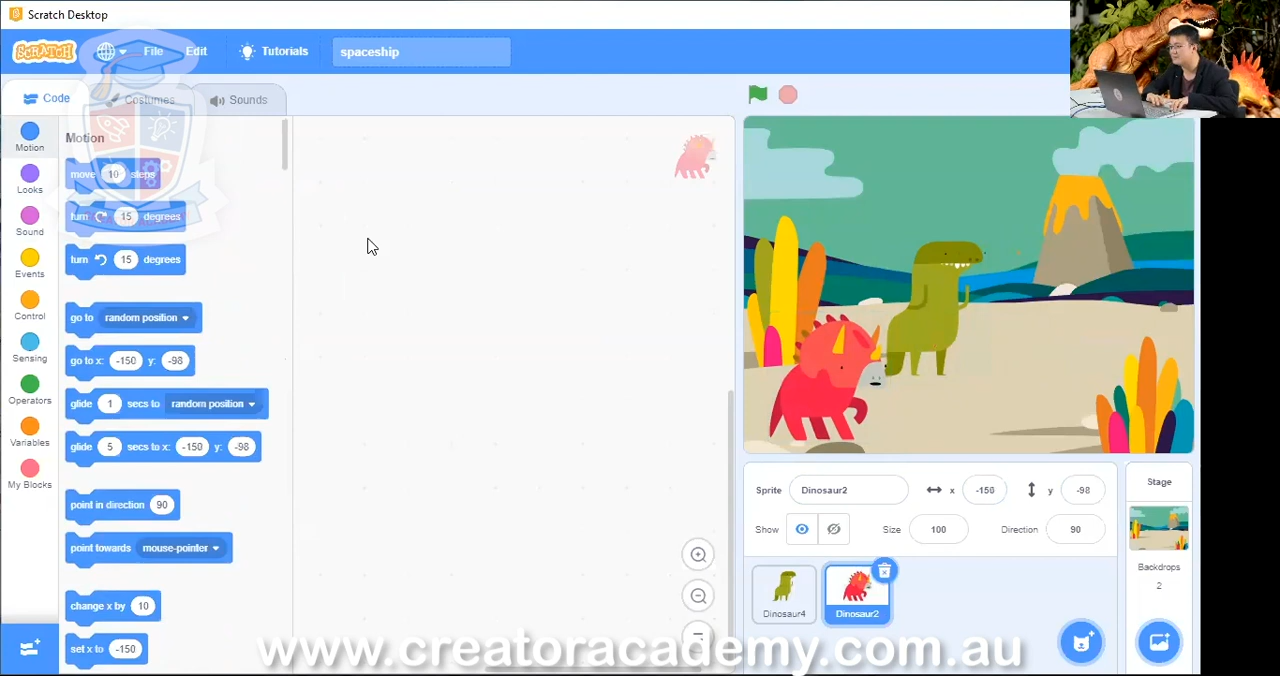 Scratch Desktop
SCRATCH File Edit Tutorials spaceship
Code Costumes Sounds
Motion
Looks
Sound
Events
Control
Sensing
Operators
Variables
My Blocks
Motion
move 10 steps
turn 15 degrees
turn 15 degrees
go to random position
go to x: -150 y: -98
glide 1 secs to random position
glide 5 secs to x: -150 y: -98
point in direction 90
point towards mouse-pointer
change x by 10
set x to -150
Sprite Dinosaur2 x -150 y -98
Show Size 100 Direction 90
Dinosaur4 Dinosaur2
Stage
Backdrops
2
www.creatoracademy.com.au